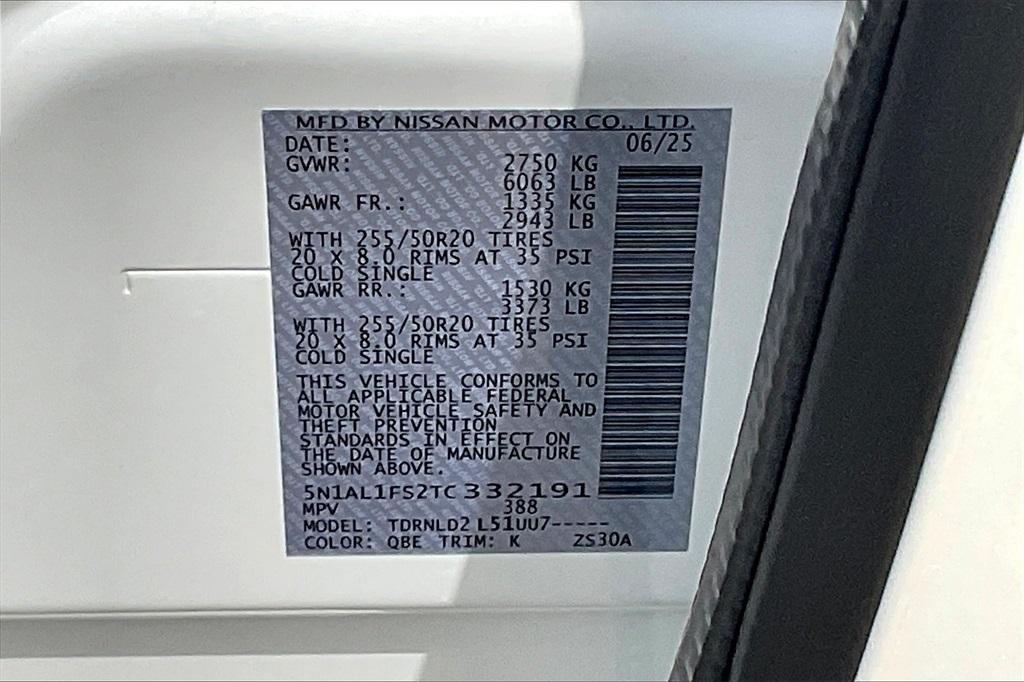 MFD BY NISSAN MOTOR CO., LTD.
DATE: 06/25
GVWR: 2750 KG
6063 LB
GAWR FR.: 1335 KG
2943 LB
WITH 255/50R20 TIRES
20 X 8.0 RIMS AT 35 PSI
COLD SINGLE
GAWR RR.: 1530 KG
3373 LB
WITH 255/50R20 TIRES
20 X 8.0 RIMS AT 35 PSI
COLD SINGLE
THIS VEHICLE CONFORMS TO
ALL APPLICABLE FEDERAL
MOTOR VEHICLE SAFETY AND
THEFT PREVENTION
STANDARDS IN EFFECT ON
THE DATE OF MANUFACTURE
SHOWN ABOVE.
5N1AL1FS2TC332191
MPV 388
MODEL: TDRNLD2 L51UU7-----
COLOR: QBE TRIM: K ZS30A